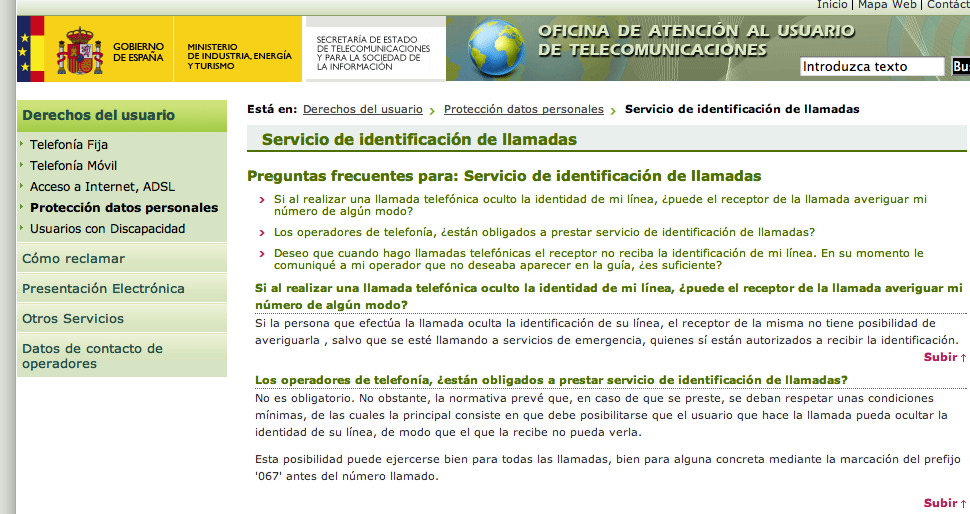 Inicio | Mapa Web |
GOBIERNO
DE ESPAÑA
MINISTERIO
DE INDUSTRIA, ENERGÍA
Y TURISMO
SECRETARÍA DE ESTADO
DE TELECOMUNICACIONES
Y PARA LA SOCIEDAD DE
LA INFORMACIÓN
OFICINA DE ATENCIÓN AL USUARIO
DE TELECOMUNICACIONES
Introduzca texto
Derechos del usuario
Telefonía Fija
Telefonía Móvil
Acceso a Internet, ADSL
Protección datos personales
Usuarios con Discapacidad
Cómo reclamar
Presentación Electrónica
Otros Servicios
Datos de contacto de
operadores
Está en: Derechos del usuario > Protección datos personales > Servicio de identificación de llamadas
Servicio de identificación de llamadas
Preguntas frecuentes para: Servicio de identificación de llamadas
Si al realizar una llamada telefónica oculto la identidad de mi línea, ¿puede el receptor de la llamada averiguar mi
número de algún modo?
Los operadores de telefonía, ¿están obligados a prestar servicio de identificación de llamadas?
Deseo que cuando hago llamadas telefónicas el receptor no reciba la identificación de mi línea. En su momento le
comuniqué a mi operador que no deseaba aparecer en la guía, ¿es suficiente?
Si al realizar una llamada telefónica oculto la identidad de mi línea, ¿puede el receptor de la llamada averiguar mi
número de algún modo?
Si la persona que efectúa la llamada oculta la identificación de su línea, el receptor de la misma no tiene posibilidad de
averiguarla , salvo que se esté llamando a servicios de emergencia, quienes sí están autorizados a recibir la identificación.
Subir ↑
Los operadores de telefonía, ¿están obligados a prestar servicio de identificación de llamadas?
No es obligatorio. No obstante, la normativa prevé que, en caso de que se preste, se deban respetar unas condiciones
mínimas, de las cuales la principal consiste en que debe posibilitarse que el usuario que hace la llamada pueda ocultar la
identidad de su línea, de modo que el que la recibe no pueda verla.
Esta posibilidad puede ejercerse bien para todas las llamadas, bien para alguna concreta mediante la marcación del prefijo
'067' antes del número llamado.
Subir ↑